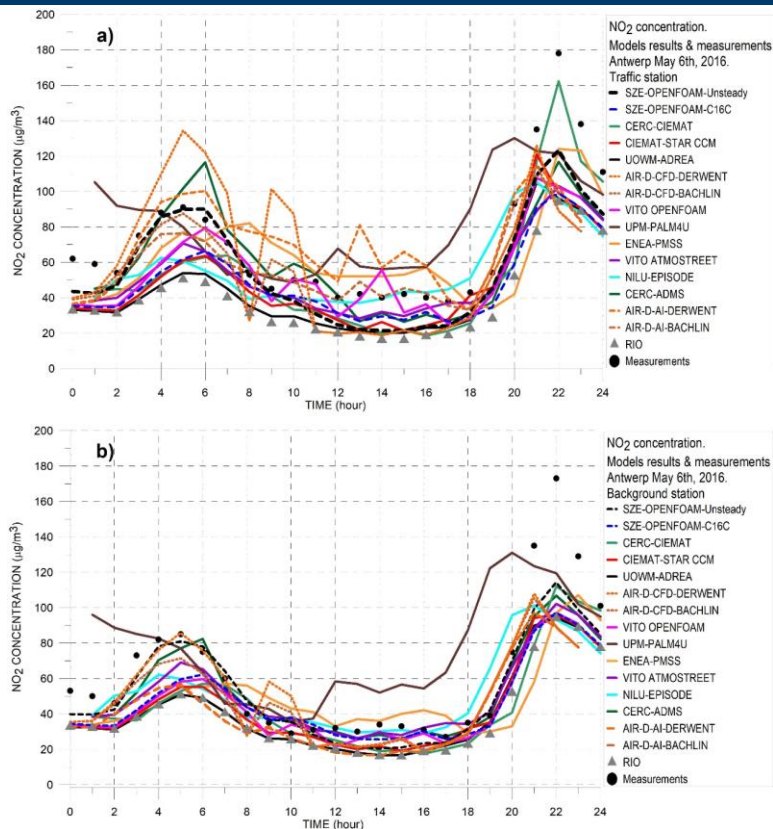 a)
NO₂ CONCENTRATION (µg/m³)
200
180
160
140
120
100
80
60
40
20
0
0 2 4 6 8 10 12 14 16 18 20 22 24
TIME (hour)
NO₂ concentration.
Models results & measurements
Antwerp May 6th, 2016.
Traffic station
SZE-OPENFOAM-Unsteady
SZE-OPENFOAM-C16C
CERC-CIEMAT
CIEMAT-STAR CCM
UOWM-ADREA
AIR-D-CFD-DERWENT
AIR-D-CFD-BACHLIN
VITO OPENFOAM
UPM-PALM4U
ENEA-PMSS
VITO ATMOSTREET
NILU-EPISODE
CERC-ADMS
AIR-D-AI-DERWENT
AIR-D-AI-BACHLIN
RIO
Measurements
b)
NO₂ CONCENTRATION (µg/m³)
200
180
160
140
120
100
80
60
40
20
0
0 2 4 6 8 10 12 14 16 18 20 22 24
TIME (hour)
NO₂ concentration.
Models results & measurements
Antwerp May 6th, 2016.
Background station
SZE-OPENFOAM-Unsteady
SZE-OPENFOAM-C16C
CERC-CIEMAT
CIEMAT-STAR CCM
UOWM-ADREA
AIR-D-CFD-DERWENT
AIR-D-CFD-BACHLIN
VITO OPENFOAM
UPM-PALM4U
ENEA-PMSS
VITO ATMOSTREET
NILU-EPISODE
CERC-ADMS
AIR-D-AI-DERWENT
AIR-D-AI-BACHLIN
RIO
Measurements